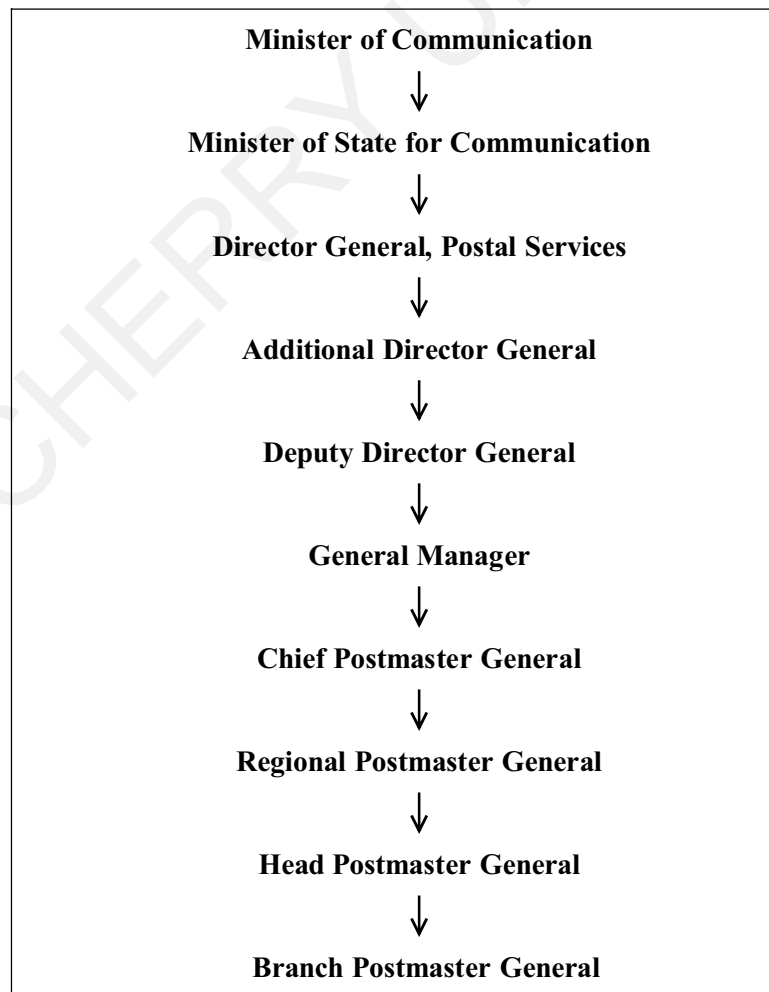 Minister of Communication
Minister of State for Communication
Director General, Postal Services
Additional Director General
Deputy Director General
General Manager
Chief Postmaster General
Regional Postmaster General
Head Postmaster General
Branch Postmaster General
CHERRY U